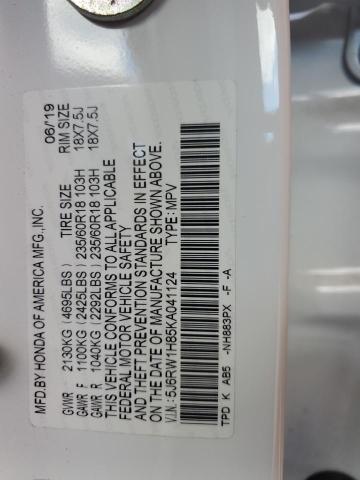 MFD.BY HONDA OF AMERICA MFG.,INC. 06/19
TIRE SIZE RIM SIZE
GVWR 2130KG (4695LBS)
GAWR F 1100KG (2425LBS) 235/60R18 103H 18X7.5J
GAWR R 1040KG (2292LBS) 235/60R18 103H 18X7.5J
THIS VEHICLE CONFORMS TO ALL APPLICABLE
FEDERAL MOTOR VEHICLE SAFETY
AND THEFT PREVENTION STANDARDS IN EFFECT
ON THE DATE OF MANUFACTURE SHOWN ABOVE.
V.I.N.: 5J6RW1H85KA041124 TYPE: MPV
TPD K AB5 -NH883PX -F -A